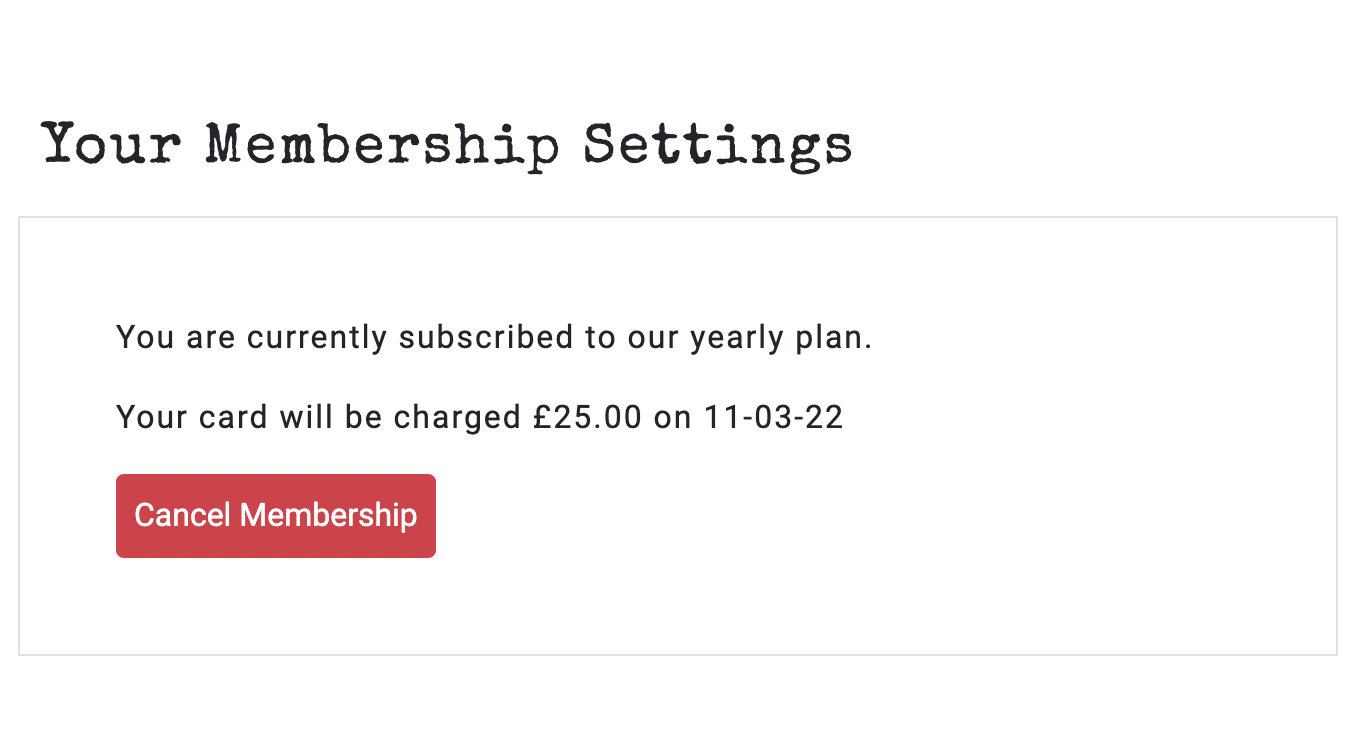 Your Membership Settings
You are currently subscribed to our yearly plan.
Your card will be charged £25.00 on 11-03-22
Cancel Membership